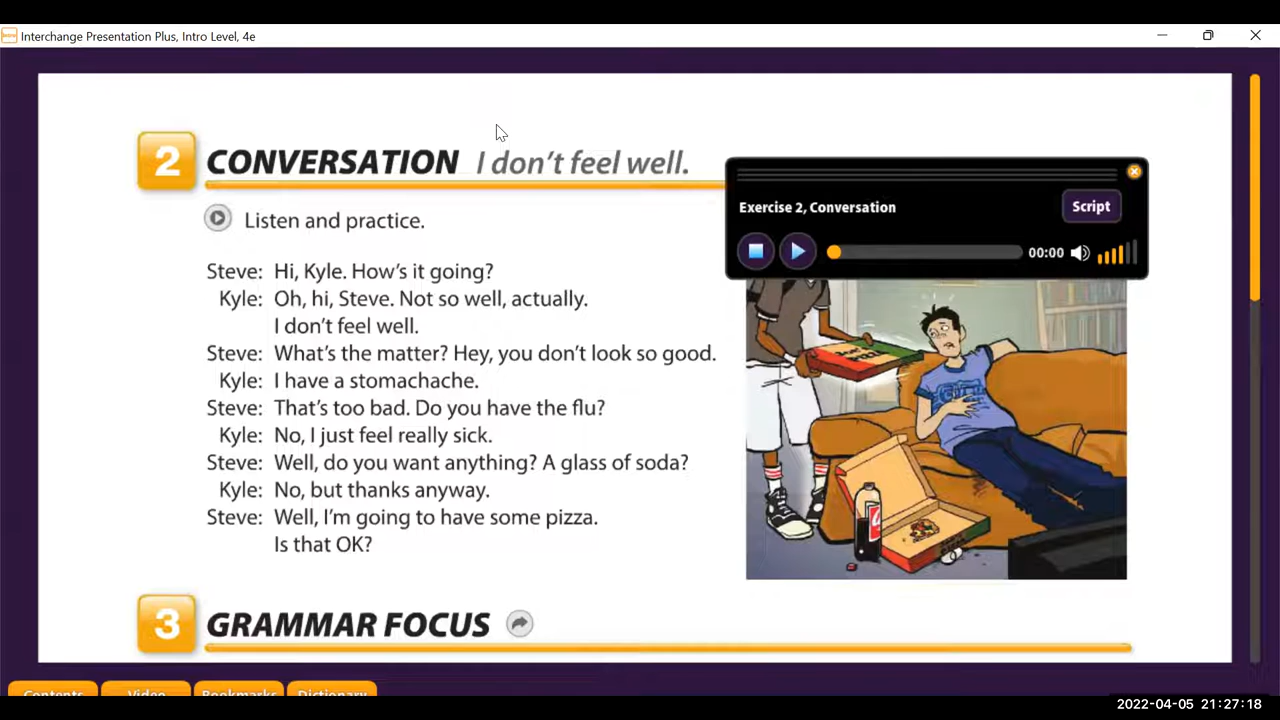 Interchange Presentation Plus, Intro Level, 4e
2 CONVERSATION I don't feel well.
Listen and practice.
Exercise 2, Conversation
Script
00:00
Steve: Hi, Kyle. How's it going?
Kyle: Oh, hi, Steve. Not so well, actually.
I don't feel well.
Steve: What's the matter? Hey, you don't look so good.
Kyle: I have a stomachache.
Steve: That's too bad. Do you have the flu?
Kyle: No, I just feel really sick.
Steve: Well, do you want anything? A glass of soda?
Kyle: No, but thanks anyway.
Steve: Well, I'm going to have some pizza.
Is that OK?
3 GRAMMAR FOCUS
Contents Video Bookmarks Dictionary
2022-04-05 21:27:18